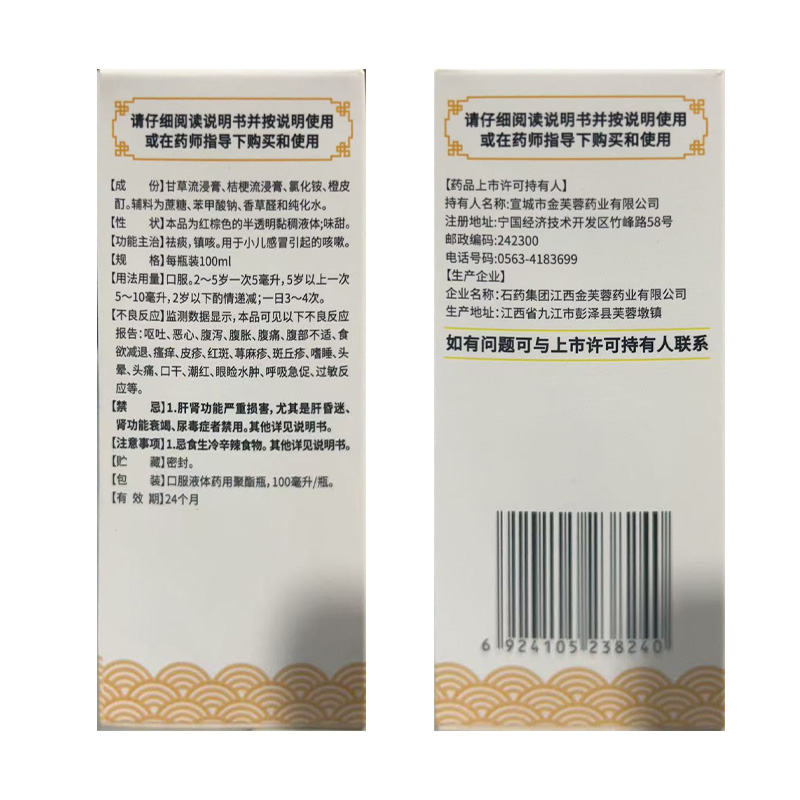 请仔细阅读说明书并按说明使用
或在药师指导下购买和使用
【成 份】甘草流浸膏、桔梗流浸膏、氯化铵、橙皮
酊。辅料为蔗糖、苯甲酸钠、香草醛和纯化水。
【性 状】本品为红棕色的半透明黏稠液体;味甜。
【功能主治】祛痰,镇咳。用于小儿感冒引起的咳嗽。
【规 格】每瓶装100ml
【用法用量】口服。2～5岁一次5毫升,5岁以上一次
5～10毫升,2岁以下酌情递减;一日3～4次。
【不良反应】监测数据显示,本品可见以下不良反应
报告:呕吐、恶心、腹泻、腹胀、腹痛、腹部不适、食
欲减退、瘙痒、皮疹、红斑、荨麻疹、斑丘疹、嗜睡、头
晕、头痛、口干、潮红、眼睑水肿、呼吸急促、过敏反
应等。
【禁 忌】1.肝肾功能严重损害,尤其是肝昏迷、
肾功能衰竭、尿毒症者禁用。其他详见说明书。
【注意事项】1.忌食生冷辛辣食物。其他详见说明书。
【贮 藏】密封。
【包 装】口服液体药用聚酯瓶,100毫升/瓶。
【有 效 期】24个月
请仔细阅读说明书并按说明使用
或在药师指导下购买和使用
【药品上市许可持有人】
持有人名称:宣城市金芙蓉药业有限公司
注册地址:宁国经济技术开发区竹峰路58号
邮政编码:242300
电话号码:0563-4183699
【生产企业】
企业名称:石药集团江西金芙蓉药业有限公司
生产地址:江西省九江市彭泽县芙蓉墩镇
如有问题可与上市许可持有人联系
6 924105 238240